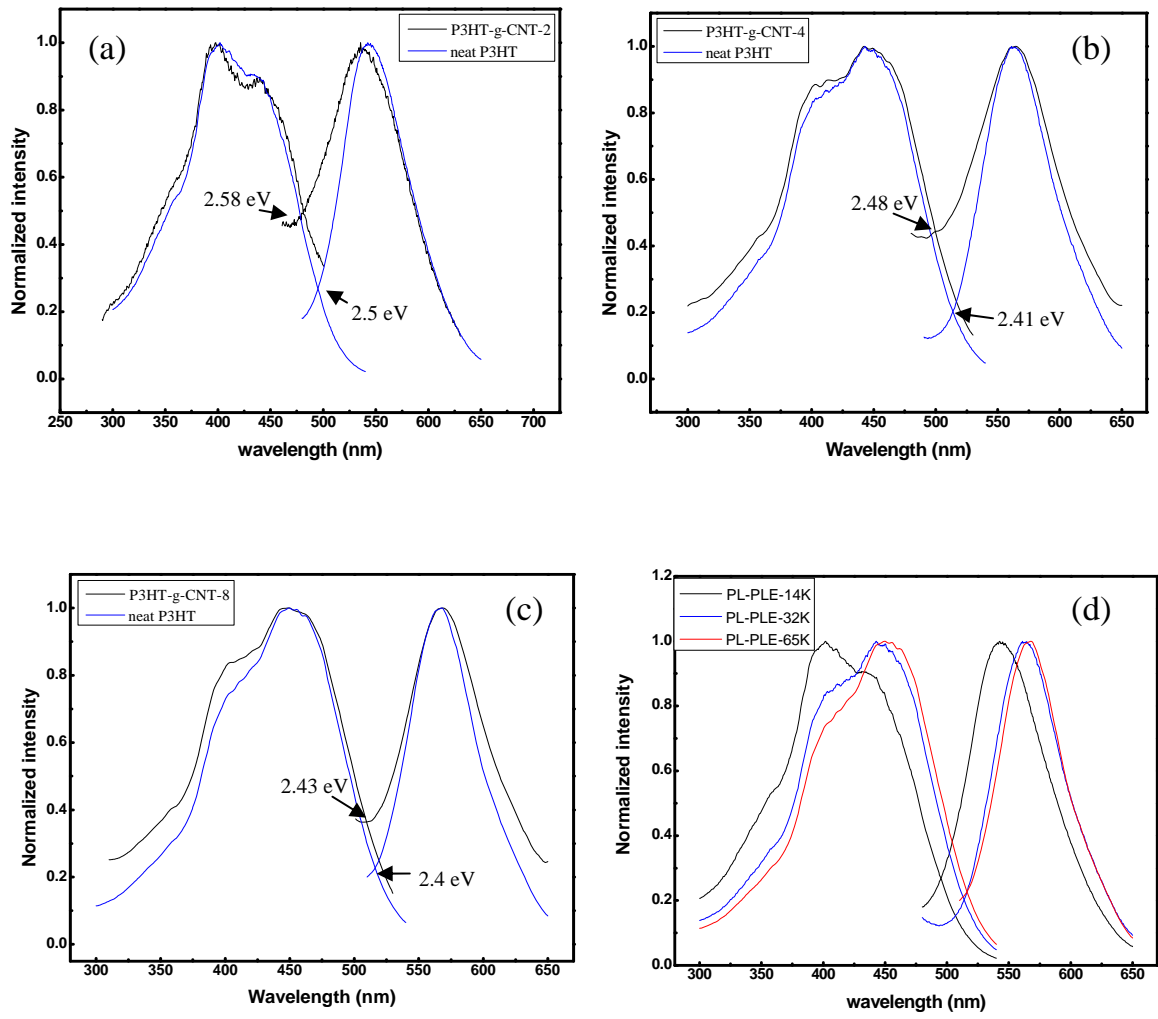 (a)
P3HT-g-CNT-2
neat P3HT
1.0
0.8
0.6
0.4
0.2
0.0
Normalized intensity
2.58 eV
2.5 eV
250 300 350 400 450 500 550 600 650 700
wavelength (nm)
(b)
P3HT-g-CNT-4
neat P3HT
1.0
0.8
0.6
0.4
0.2
0.0
Normalized intensity
2.48 eV
2.41 eV
300 350 400 450 500 550 600 650
Wavelength (nm)
(c)
P3HT-g-CNT-8
neat P3HT
1.0
0.8
0.6
0.4
0.2
0.0
Normalized intensity
2.43 eV
2.4 eV
300 350 400 450 500 550 600 650
Wavelength (nm)
(d)
PL-PLE-14K
PL-PLE-32K
PL-PLE-65K
1.2
1.0
0.8
0.6
0.4
0.2
0.0
Normalized intensity
300 350 400 450 500 550 600 650
wavelength (nm)